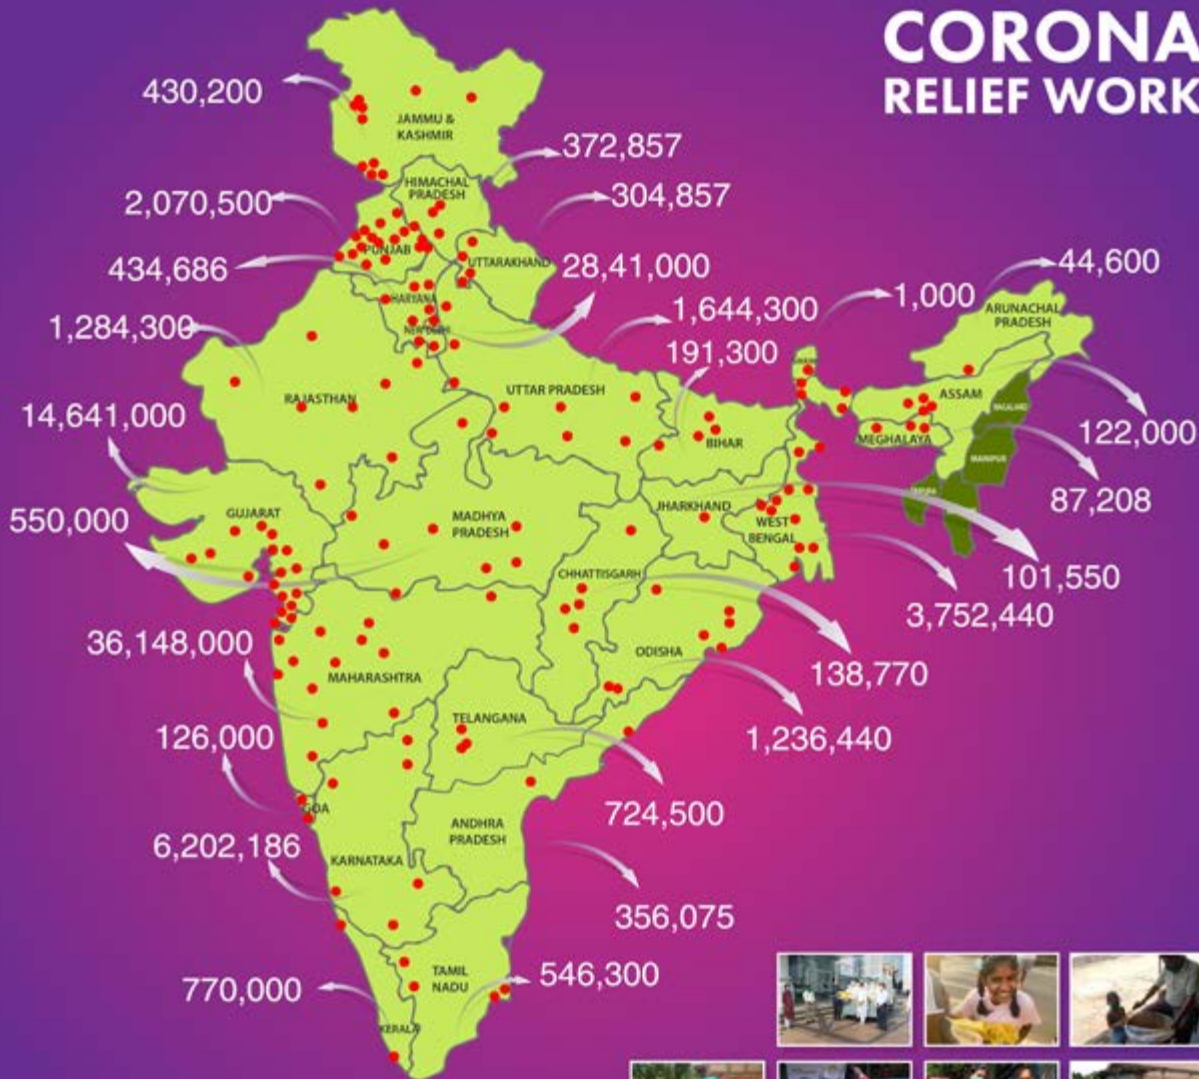 CORONA
RELIEF WORK
430,200
JAMMU &
KASHMIR
372,857
HIMACHAL
PRADESH
304,857
2,070,500
PUNJAB
434,686
UTTARAKHAND
28,41,000
44,600
HARYANA
1,000
ARUNACHAL
PRADESH
1,284,300
1,644,300
191,300
RAJASTHAN
UTTAR PRADESH
ASSAM
NAGALAND
14,641,000
BIHAR
MEGHALAYA
122,000
MANIPUR
87,208
TRIPURA
550,000
GUJARAT
MADHYA
PRADESH
JHARKHAND
WEST
BENGAL
101,550
CHHATTISGARH
3,752,440
36,148,000
ODISHA
138,770
MAHARASHTRA
TELANGANA
126,000
1,236,440
GOA
724,500
6,202,186
KARNATAKA
ANDHRA
PRADESH
356,075
770,000
TAMIL
NADU
546,300
KERALA